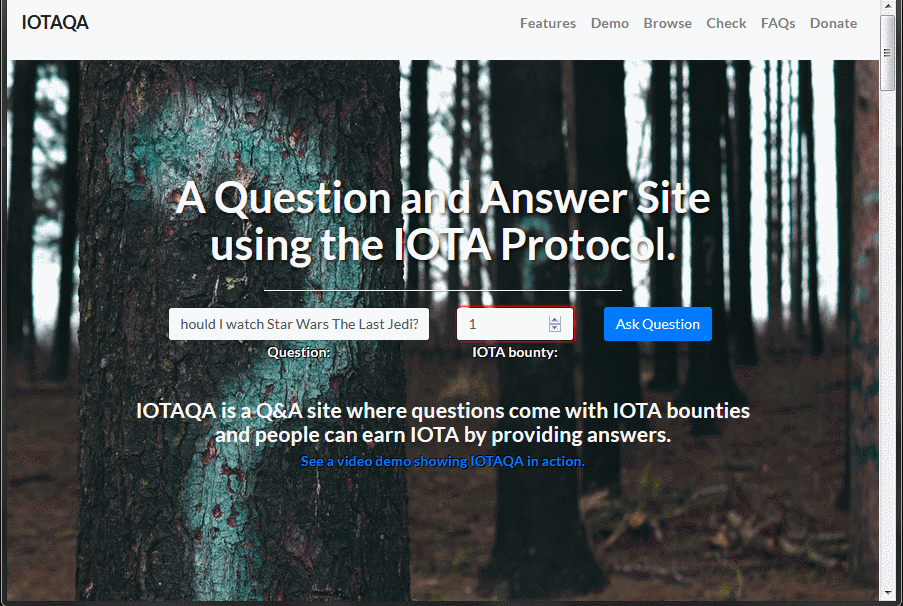 IOTAQA
Features Demo Browse Check FAQs Donate
A Question and Answer Site
using the IOTA Protocol.
hould I watch Star Wars The Last Jedi? 1 Ask Question
Question: IOTA bounty:
IOTAQA is a Q&A site where questions come with IOTA bounties
and people can earn IOTA by providing answers.
See a video demo showing IOTAQA in action.